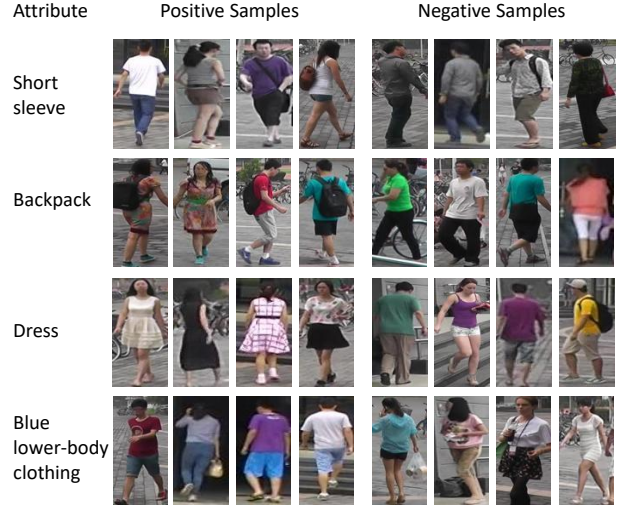 Attribute Positive Samples Negative Samples
Short
sleeve
Backpack
Dress
Blue
lower-body
clothing